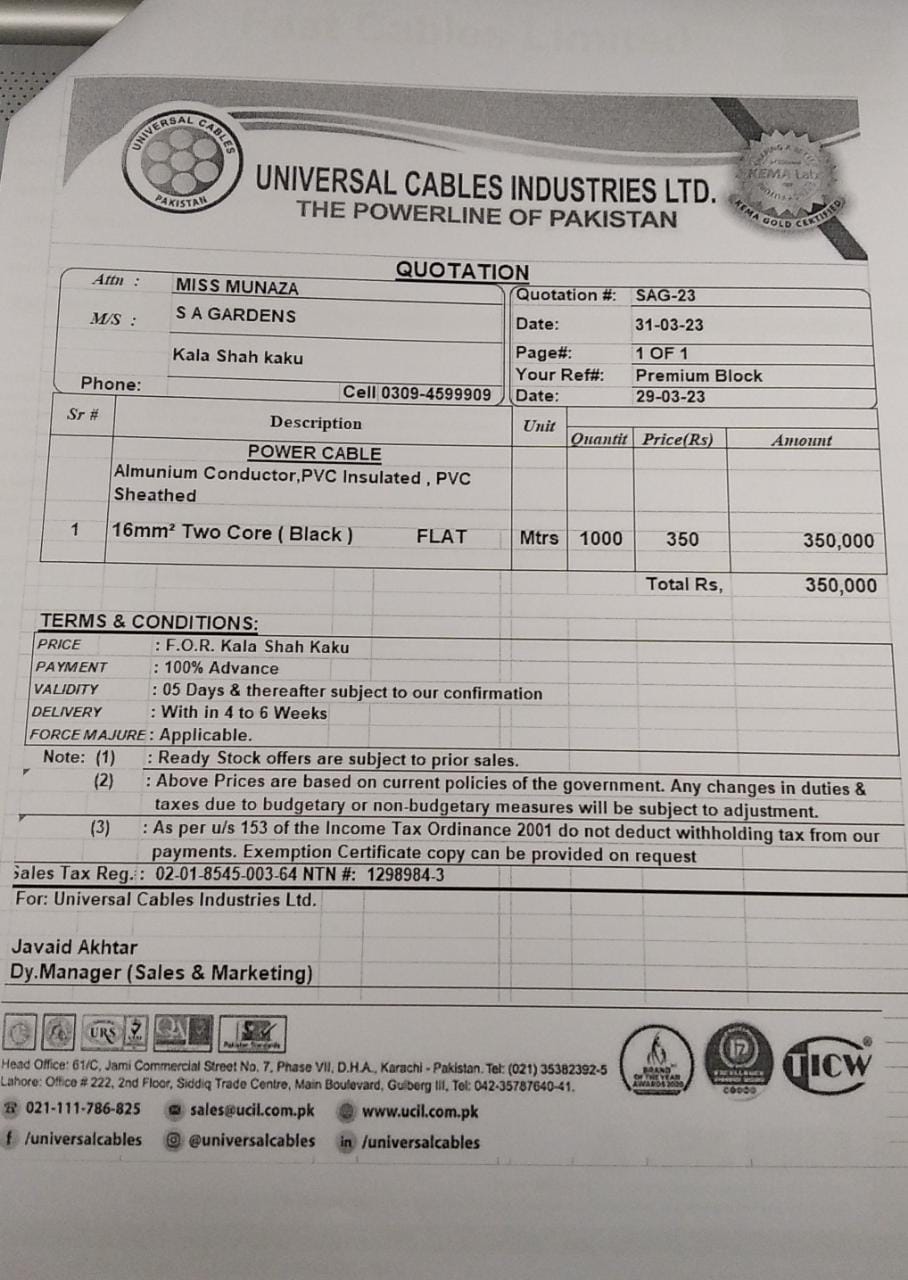 UNIVERSAL CABLES
PAKISTAN
UNIVERSAL CABLES INDUSTRIES LTD.
THE POWERLINE OF PAKISTAN
KEMA Labs
KEMA GOLD CERTIFIED
QUOTATION
Attn : MISS MUNAZA
M/S : S A GARDENS
Kala Shah kaku
Phone: Cell 0309-4599909
Quotation #: SAG-23
Date: 31-03-23
Page#: 1 OF 1
Your Ref#: Premium Block
Date: 29-03-23
Sr # Description Unit Quantit Price(Rs) Amount
POWER CABLE
Almunium Conductor,PVC Insulated , PVC
Sheathed
1 16mm² Two Core ( Black ) FLAT Mtrs 1000 350 350,000
Total Rs, 350,000
TERMS & CONDITIONS:
PRICE : F.O.R. Kala Shah Kaku
PAYMENT : 100% Advance
VALIDITY : 05 Days & thereafter subject to our confirmation
DELIVERY : With in 4 to 6 Weeks
FORCE MAJURE : Applicable.
Note: (1) : Ready Stock offers are subject to prior sales.
(2) : Above Prices are based on current policies of the government. Any changes in duties &
taxes due to budgetary or non-budgetary measures will be subject to adjustment.
(3) : As per u/s 153 of the Income Tax Ordinance 2001 do not deduct withholding tax from our
payments. Exemption Certificate copy can be provided on request
Sales Tax Reg.: : 02-01-8545-003-64 NTN #: 1298984-3
For: Universal Cables Industries Ltd.
Javaid Akhtar
Dy.Manager (Sales & Marketing)
URS
BRAND
OF THE YEAR
AWARDS 2020
TICW®
Head Office: 61/C, Jami Commercial Street No. 7, Phase VII, D.H.A., Karachi - Pakistan. Tel: (021) 35382392-5
Lahore: Office # 222, 2nd Floor, Siddiq Trade Centre, Main Boulevard, Gulberg III, Tel: 042-35787640-41.
021-111-786-825 sales@ucil.com.pk www.ucil.com.pk
f /universalcables @universalcables in /universalcables